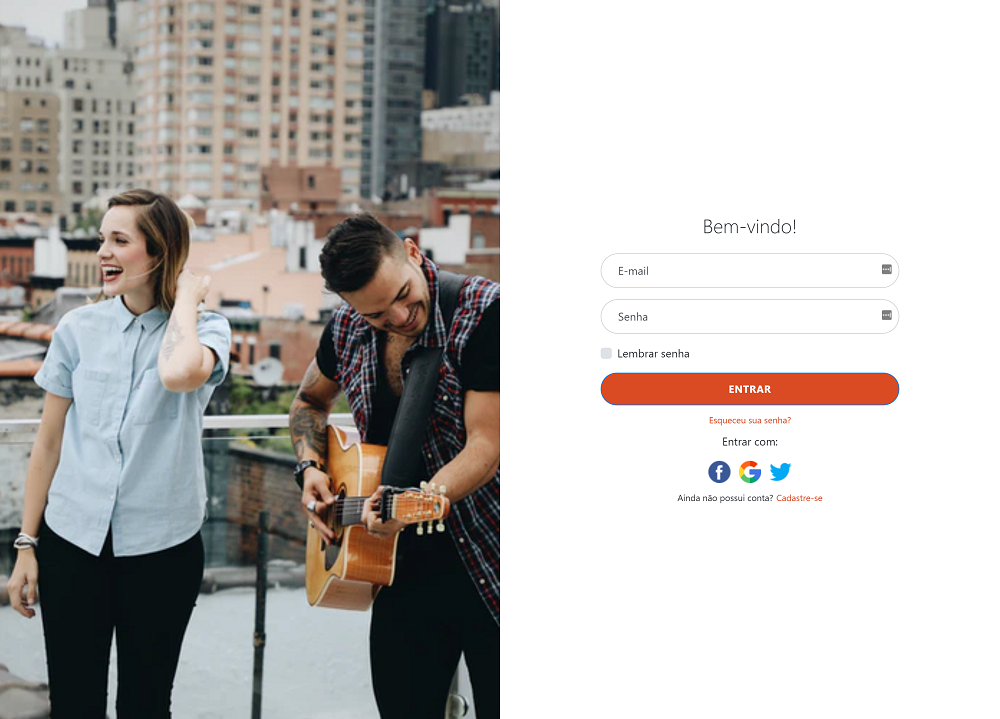 Bem-vindo!
E-mail
Senha
Lembrar senha
ENTRAR
Esqueceu sua senha?
Entrar com:
Ainda não possui conta? Cadastre-se